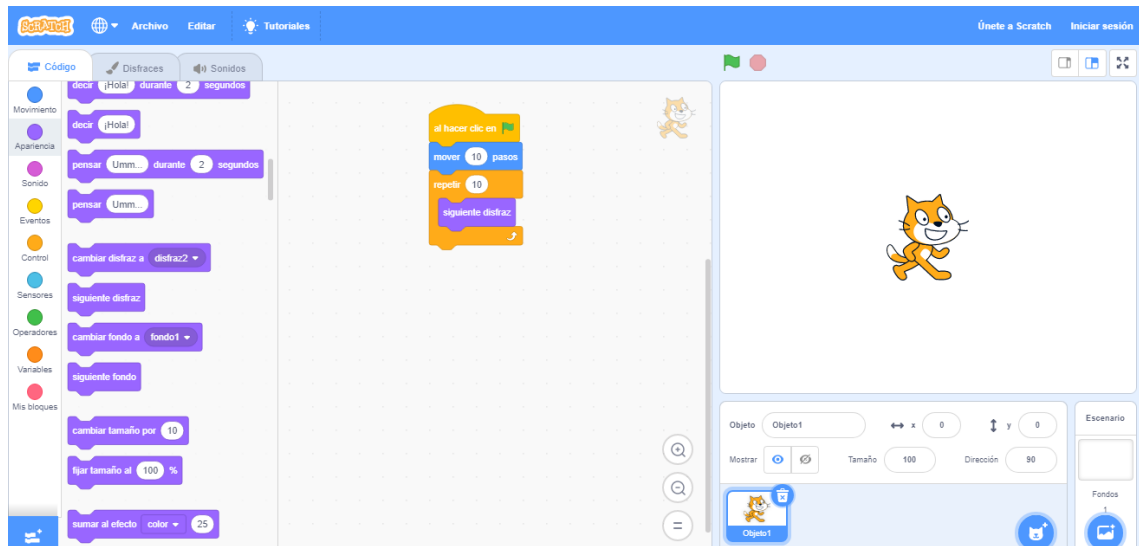 SCRATCH
Archivo
Editar
Tutoriales
Únete a Scratch
Iniciar sesión
Código
Disfraces
Sonidos
Movimiento
Apariencia
Sonido
Eventos
Control
Sensores
Operadores
Variables
Mis bloques
decir ¡Hola! durante 2 segundos
decir ¡Hola!
pensar Umm... durante 2 segundos
pensar Umm...
cambiar disfraz a disfraz2
siguiente disfraz
cambiar fondo a fondo1
siguiente fondo
cambiar tamaño por 10
fijar tamaño al 100 %
sumar al efecto color 25
al hacer clic en
mover 10 pasos
repetir 10
siguiente disfraz
Objeto Objeto1 x 0 y 0
Mostrar Tamaño 100 Dirección 90
Objeto1
Escenario
Fondos
1